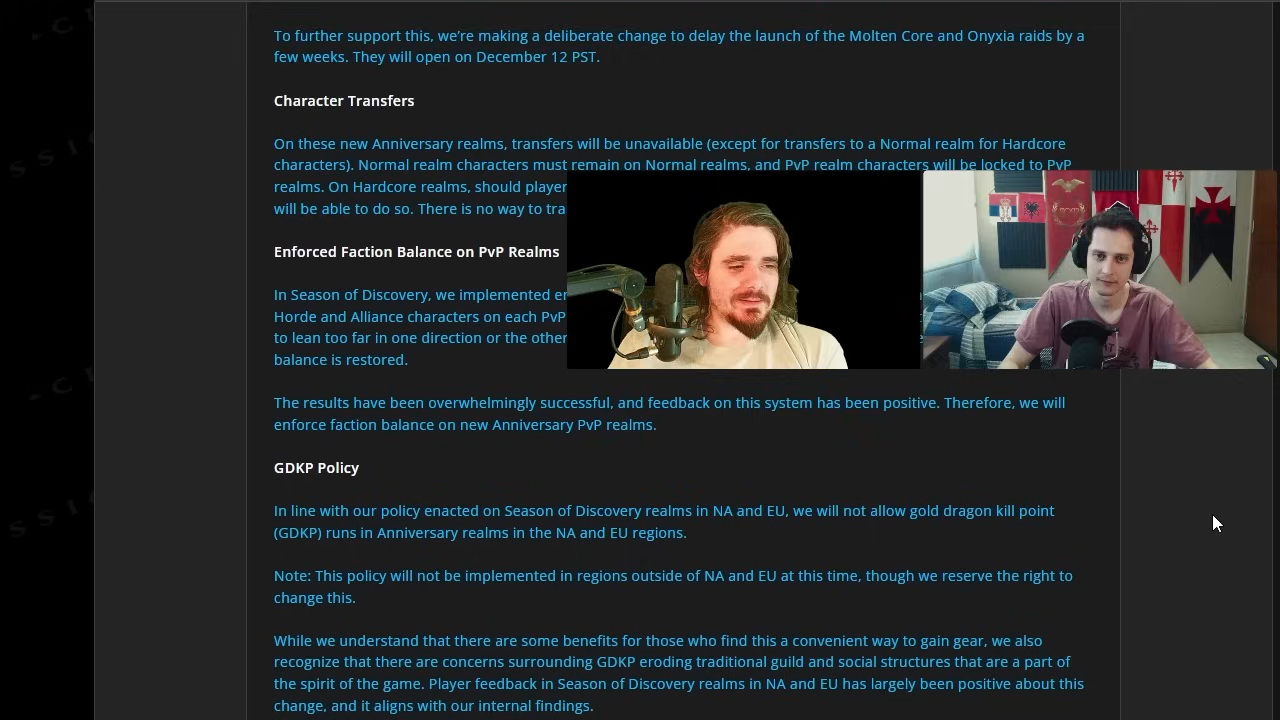 To further support this, we’re making a deliberate change to delay the launch of the Molten Core and Onyxia raids by a
few weeks. They will open on December 12 PST.
Character Transfers
On these new Anniversary realms, transfers will be unavailable (except for transfers to a Normal realm for Hardcore
characters). Normal realm characters must remain on Normal realms, and PvP realm characters will be locked to PvP
realms. On Hardcore realms, should player
will be able to do so. There is no way to tra
Enforced Faction Balance on PvP Realms
In Season of Discovery, we implemented
Horde and Alliance characters on each PvP
to lean too far in one direction or the other
balance is restored.
The results have been overwhelmingly successful, and feedback on this system has been positive. Therefore, we will
enforce faction balance on new Anniversary PvP realms.
GDKP Policy
In line with our policy enacted on Season of Discovery realms in NA and EU, we will not allow gold dragon kill point
(GDKP) runs in Anniversary realms in the NA and EU regions.
Note: This policy will not be implemented in regions outside of NA and EU at this time, though we reserve the right to
change this.
While we understand that there are some benefits for those who find this a convenient way to gain gear, we also
recognize that there are concerns surrounding GDKP eroding traditional guild and social structures that are a part of
the spirit of the game. Player feedback in Season of Discovery realms in NA and EU has largely been positive about this
change, and it aligns with our internal findings.